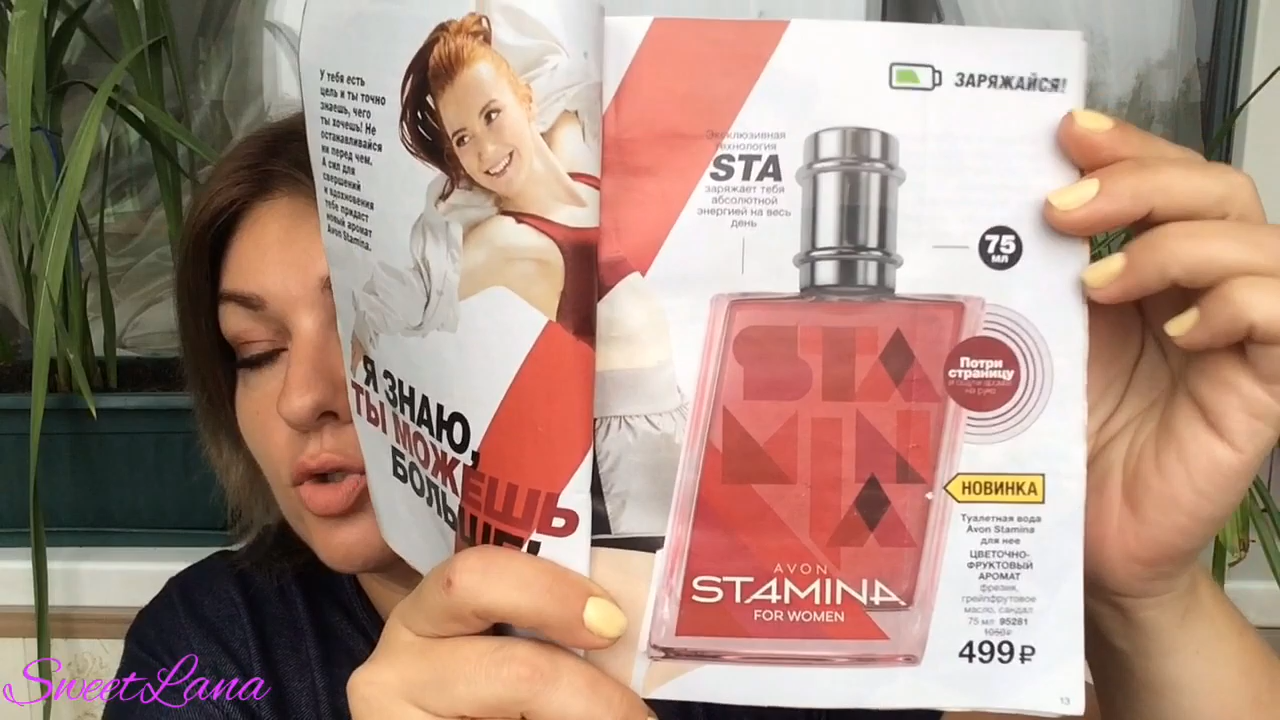 У тебя есть
цель и ты точно
знаешь, чего
ты хочешь! Не
останавливайся
ни перед чем.
А сил для
свершений
и вдохновения
тебе придаст
новый аромат
Avon Stamina.
Я ЗНАЮ,
ТЫ МОЖЕШЬ
БОЛЬШЕ!
ЗАРЯЖАЙСЯ!
Эксклюзивная
технология
STA
заряжает тебя
абсолютной
энергией на весь
день
75
МЛ
STA
MIN
A
Потри
страницу
НОВИНКА
Туалетная вода
Avon Stamina
для нее
ЦВЕТОЧНО-
ФРУКТОВЫЙ
АРОМАТ
фрезия,
грейпфрутовое
масло, сандал
75 мл 95281
1050₽
499 ₽
AVON
STAMINA
FOR WOMEN
13
SweetLana